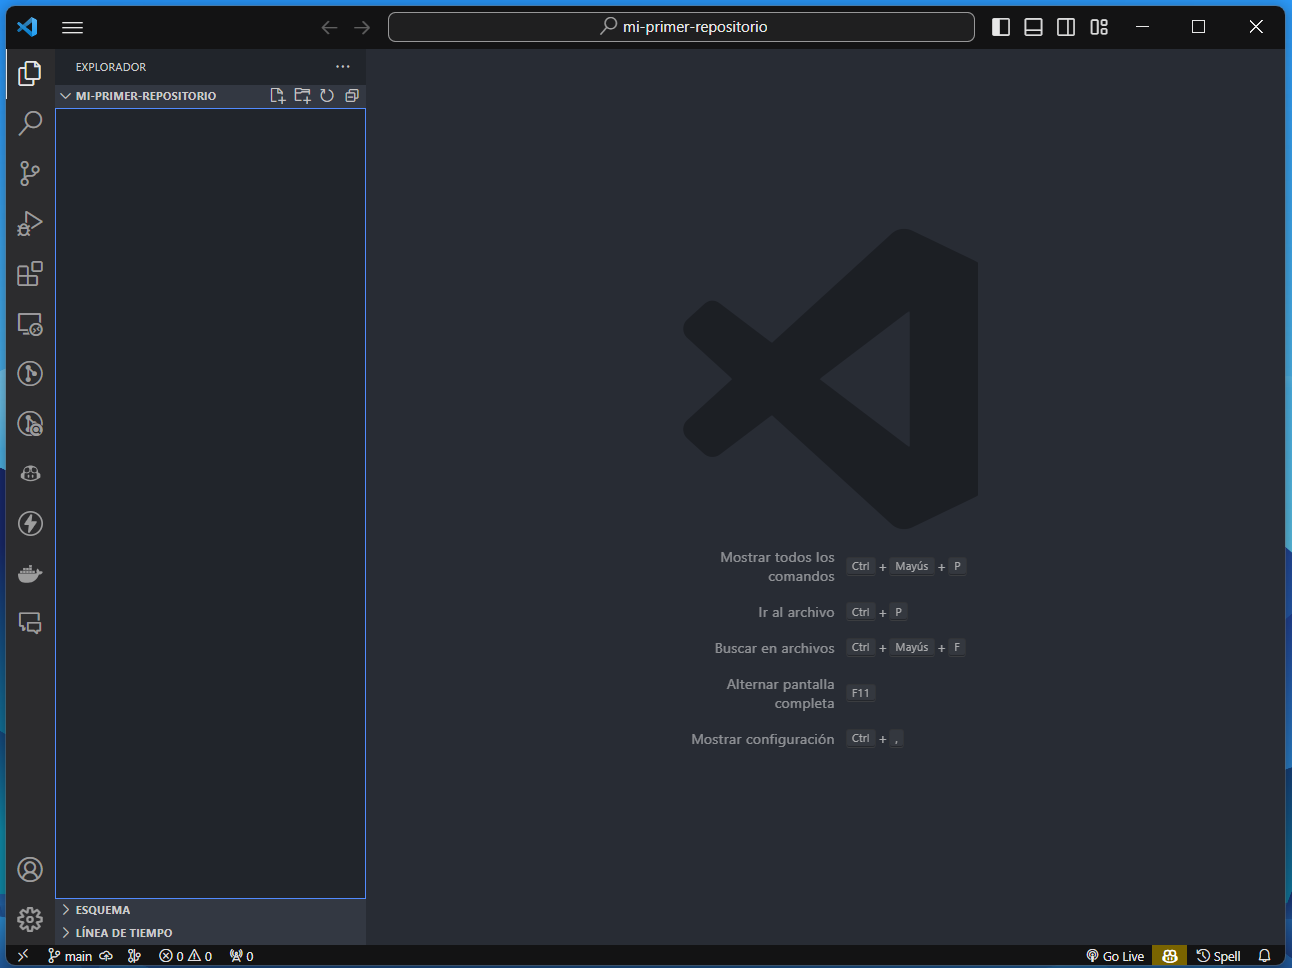 mi-primer-repositorio
EXPLORADOR
MI-PRIMER-REPOSITORIO
Mostrar todos los
comandos
Ctrl + Mayús + P
Ir al archivo Ctrl + P
Buscar en archivos Ctrl + Mayús + F
Alternar pantalla
completa
F11
Mostrar configuración Ctrl + ,
ESQUEMA
LÍNEA DE TIEMPO
main 0 0 0 Go Live Spell